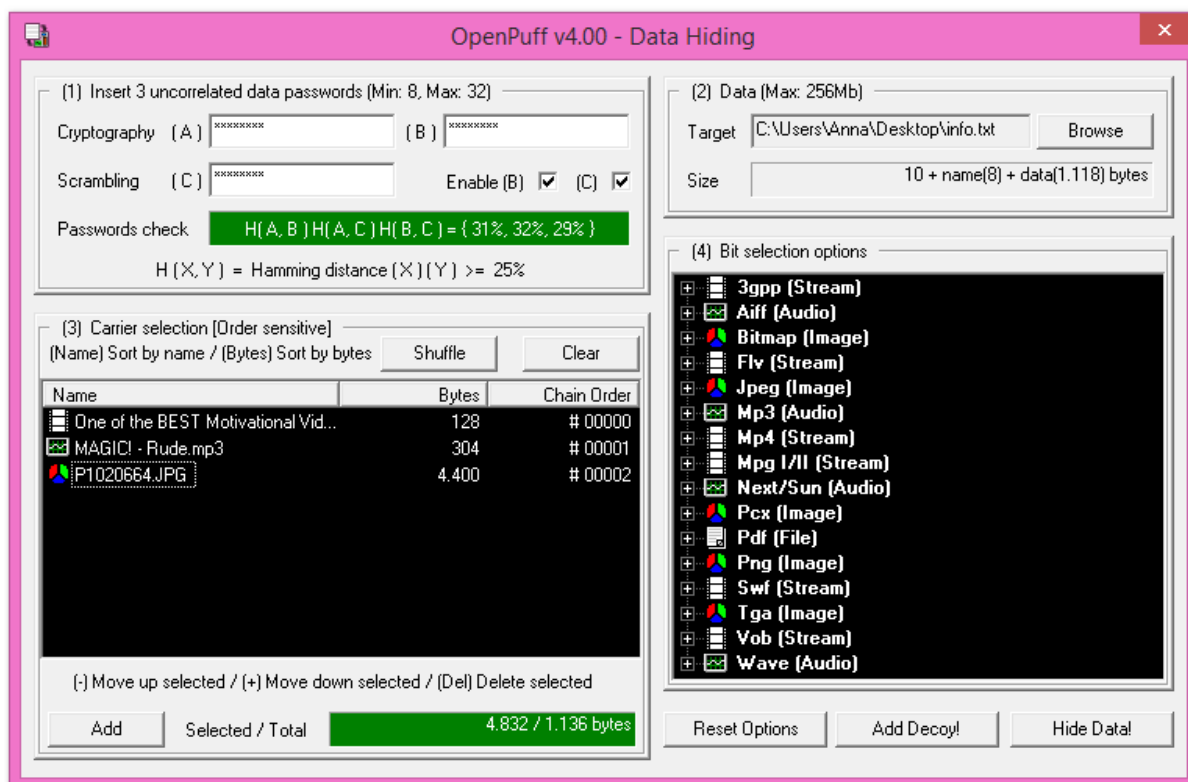 OpenPuff v4.00 - Data Hiding
(1) Insert 3 uncorrelated data passwords (Min: 8, Max: 32)
Cryptography (A) ******** (B) ********
Scrambling (C) ******** Enable (B) (C)
Passwords check H( A, B ) H( A, C ) H( B, C ) = { 31%, 32%, 29% }
H ( X, Y ) = Hamming distance ( X ) ( Y ) >= 25%
(2) Data (Max: 256Mb)
Target C:\Users\Anna\Desktop\info.txt Browse
Size 10 + name(8) + data(1.118) bytes
(3) Carrier selection [Order sensitive]
(Name) Sort by name / (Bytes) Sort by bytes Shuffle Clear
Name Bytes Chain Order
One of the BEST Motivational Vid... 128 # 00000
MAGIC! - Rude.mp3 304 # 00001
P1020664.JPG 4.400 # 00002
(-) Move up selected / (+) Move down selected / (Del) Delete selected
Add Selected / Total 4.832 / 1.136 bytes
(4) Bit selection options
3gpp (Stream)
Aiff (Audio)
Bitmap (Image)
Flv (Stream)
Jpeg (Image)
Mp3 (Audio)
Mp4 (Stream)
Mpg I/II (Stream)
Next/Sun (Audio)
Pcx (Image)
Pdf (File)
Png (Image)
Swf (Stream)
Tga (Image)
Vob (Stream)
Wave (Audio)
Reset Options Add Decoy! Hide Data!